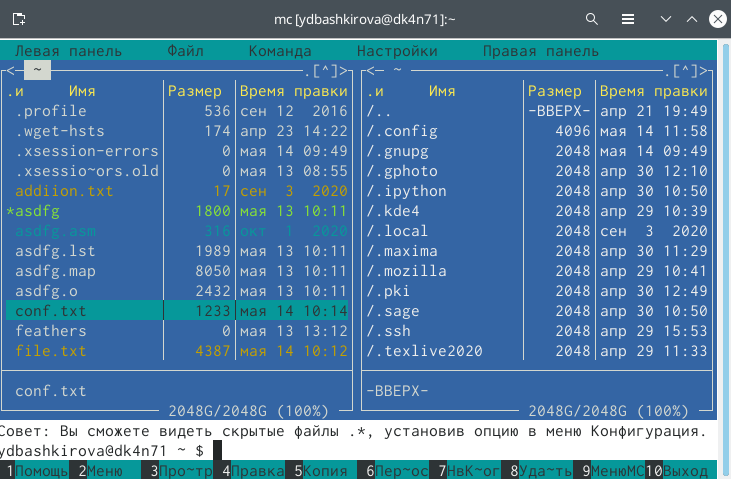 mc [ydbashkirova@dk4n71]:~
Левая панель Файл Команда Настройки Правая панель
<─ ~ .[^]> <─ ~ .[^]>
.и Имя Размер Время правки .и Имя Размер Время правки
.profile 536 сен 12 2016 /.. -ВВЕРХ- апр 21 19:49
.wget-hsts 174 апр 23 14:22 /.config 4096 мая 14 11:58
.xsession-errors 0 мая 14 09:49 /.gnupg 2048 мая 14 09:49
.xsessio~ors.old 0 мая 13 08:55 /.gphoto 2048 апр 30 12:10
addiion.txt 17 сен 3 2020 /.ipython 2048 апр 30 10:50
*asdfg 1800 мая 13 10:11 /.kde4 2048 апр 29 10:39
asdfg.asm 316 окт 1 2020 /.local 2048 сен 3 2020
asdfg.lst 1989 мая 13 10:11 /.maxima 2048 апр 30 11:29
asdfg.map 8050 мая 13 10:11 /.mozilla 2048 апр 29 10:41
asdfg.o 2432 мая 13 10:11 /.pki 2048 апр 30 12:49
conf.txt 1233 мая 14 10:14 /.sage 2048 апр 30 10:50
feathers 0 мая 13 13:12 /.ssh 2048 апр 29 15:53
file.txt 4387 мая 14 10:12 /.texlive2020 2048 апр 29 11:33
conf.txt -ВВЕРХ-
2048G/2048G (100%) 2048G/2048G (100%)
Совет: Вы сможете видеть скрытые файлы .*, установив опцию в меню Конфигурация.
ydbashkirova@dk4n71 ~ $
1Помощь 2Меню 3Про~тр 4Правка 5Копия 6Пер~ос 7НвК~ог 8Уда~ть 9МенюMC 10Выход